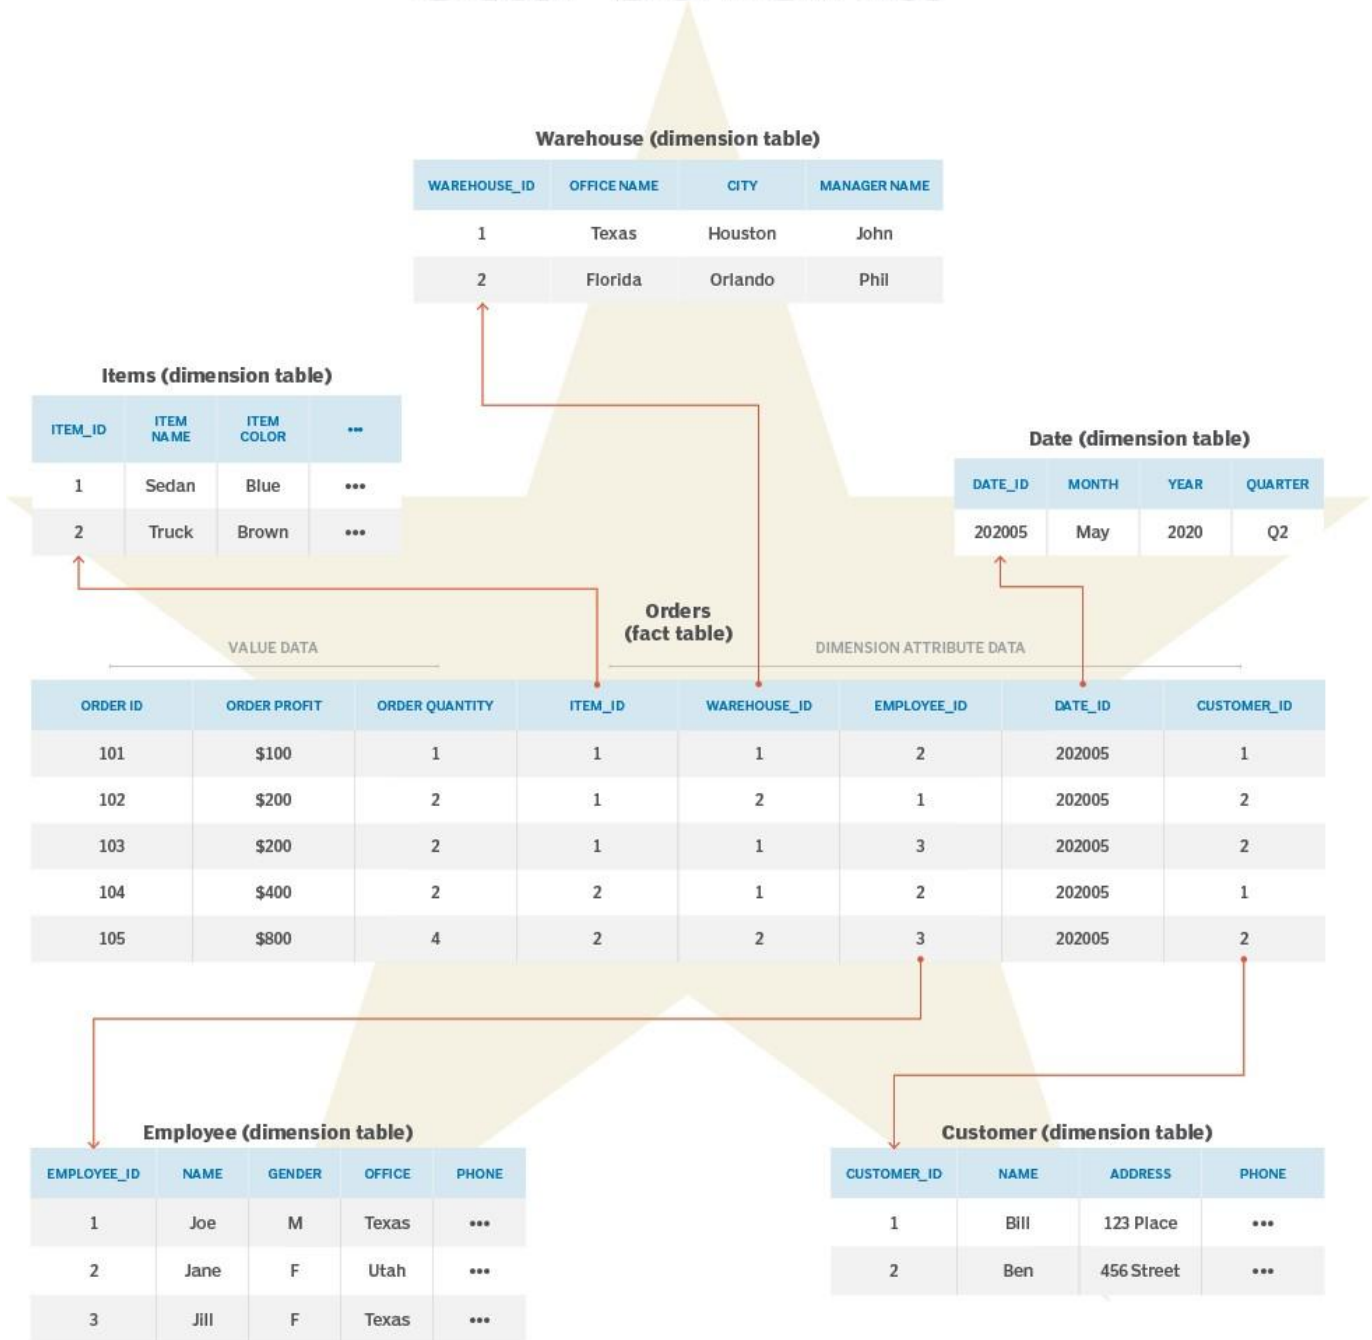 Warehouse (dimension table)
WAREHOUSE_ID OFFICE NAME CITY MANAGER NAME
1 Texas Houston John
2 Florida Orlando Phil
Items (dimension table)
ITEM_ID ITEM NAME ITEM COLOR •••
1 Sedan Blue •••
2 Truck Brown •••
Date (dimension table)
DATE_ID MONTH YEAR QUARTER
202005 May 2020 Q2
Orders
(fact table)
VALUE DATA DIMENSION ATTRIBUTE DATA
ORDER ID ORDER PROFIT ORDER QUANTITY ITEM_ID WAREHOUSE_ID EMPLOYEE_ID DATE_ID CUSTOMER_ID
101 $100 1 1 1 2 202005 1
102 $200 2 1 2 1 202005 2
103 $200 2 1 1 3 202005 2
104 $400 2 2 1 2 202005 1
105 $800 4 2 2 3 202005 2
Employee (dimension table)
EMPLOYEE_ID NAME GENDER OFFICE PHONE
1 Joe M Texas •••
2 Jane F Utah •••
3 Jill F Texas •••
Customer (dimension table)
CUSTOMER_ID NAME ADDRESS PHONE
1 Bill 123 Place •••
2 Ben 456 Street •••